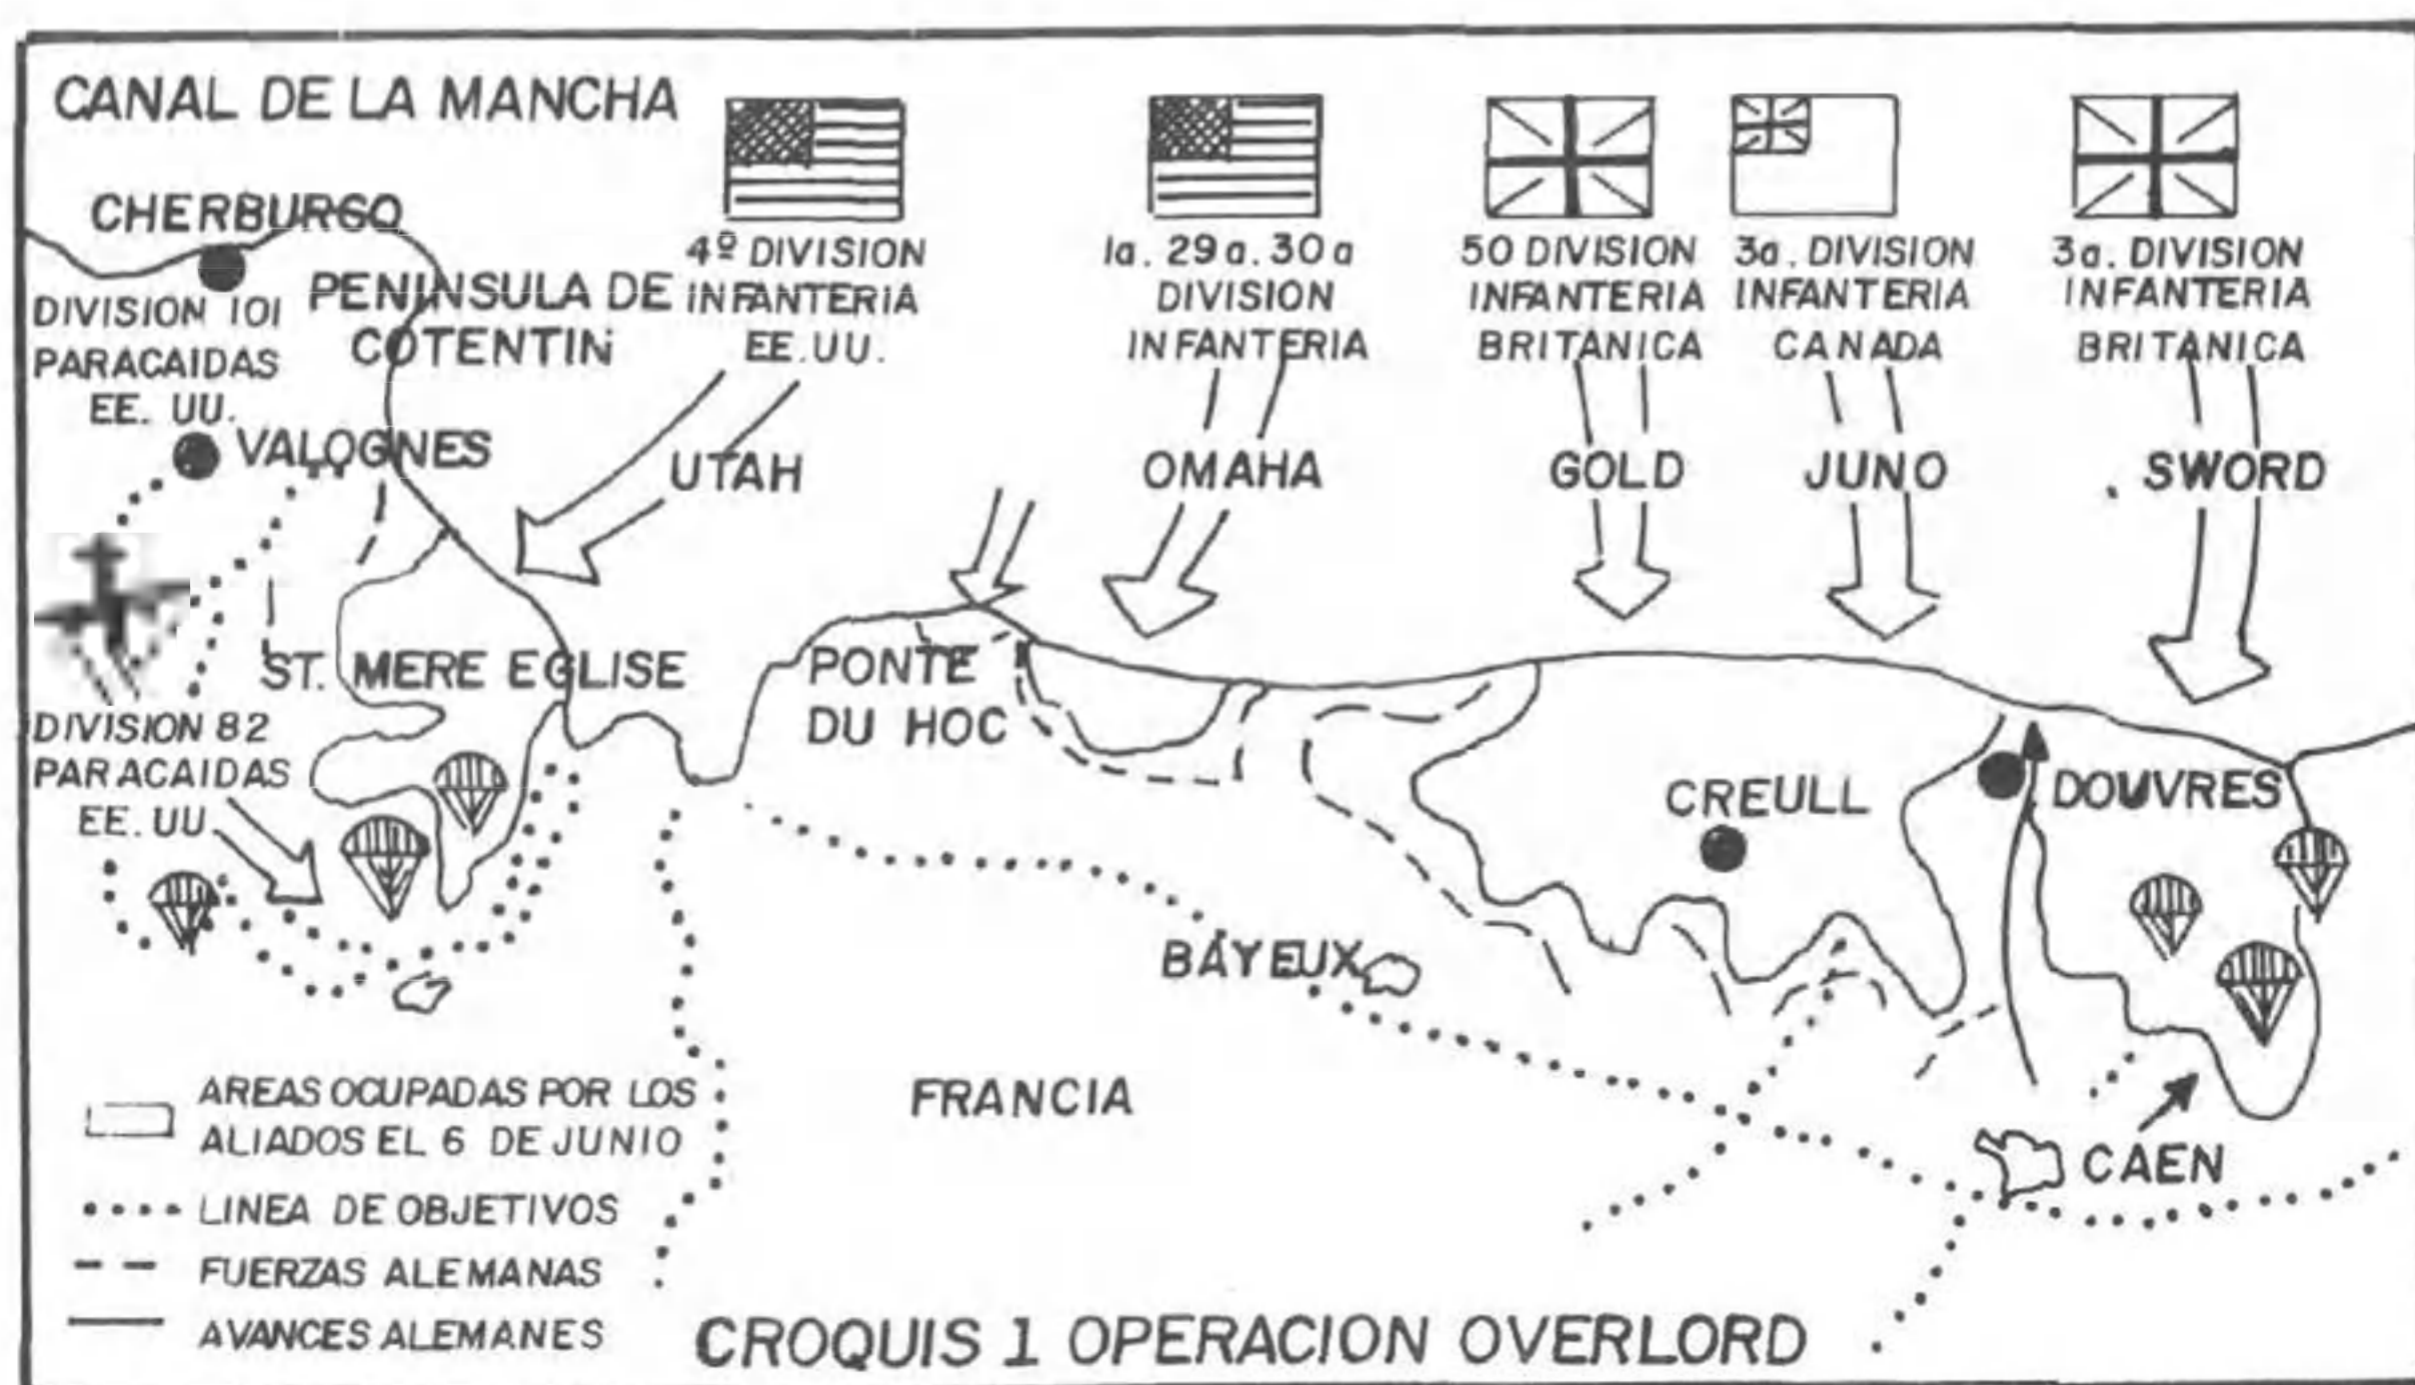 CANAL DE LA MANCHA
CHERBURGO
DIVISION 101
PARACAIDAS
EE. UU.
PENINSULA DE
COTENTIN
VALOGNES
4º DIVISION
INFANTERIA
EE.UU.
UTAH
1a. 29a. 30a
DIVISION
INFANTERIA
OMAHA
50 DIVISION
INFANTERIA
BRITANICA
GOLD
3a. DIVISION
INFANTERIA
CANADA
JUNO
3a. DIVISION
INFANTERIA
BRITANICA
SWORD
ST. MERE EGLISE
PONTE
DU HOC
DIVISION 82
PARACAIDAS
EE. UU.
CREULL
DOUVRES
BAYEUX
FRANCIA
CAEN
AREAS OCUPADAS POR LOS
ALIADOS EL 6 DE JUNIO
LINEA DE OBJETIVOS
FUERZAS ALEMANAS
AVANCES ALEMANES
CROQUIS 1 OPERACION OVERLORD